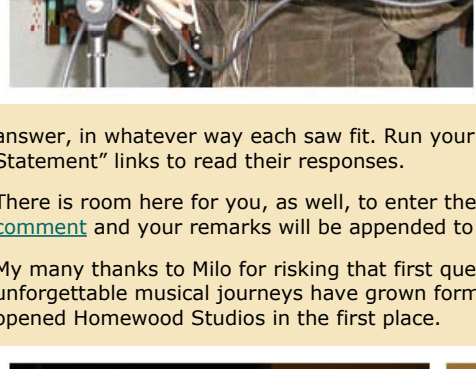 answer, in whatever way each saw fit. Run your
Statement” links to read their responses.
There is room here for you, as well, to enter the
comment and your remarks will be appended to
My many thanks to Milo for risking that first que
unforgettable musical journeys have grown form
opened Homewood Studios in the first place.